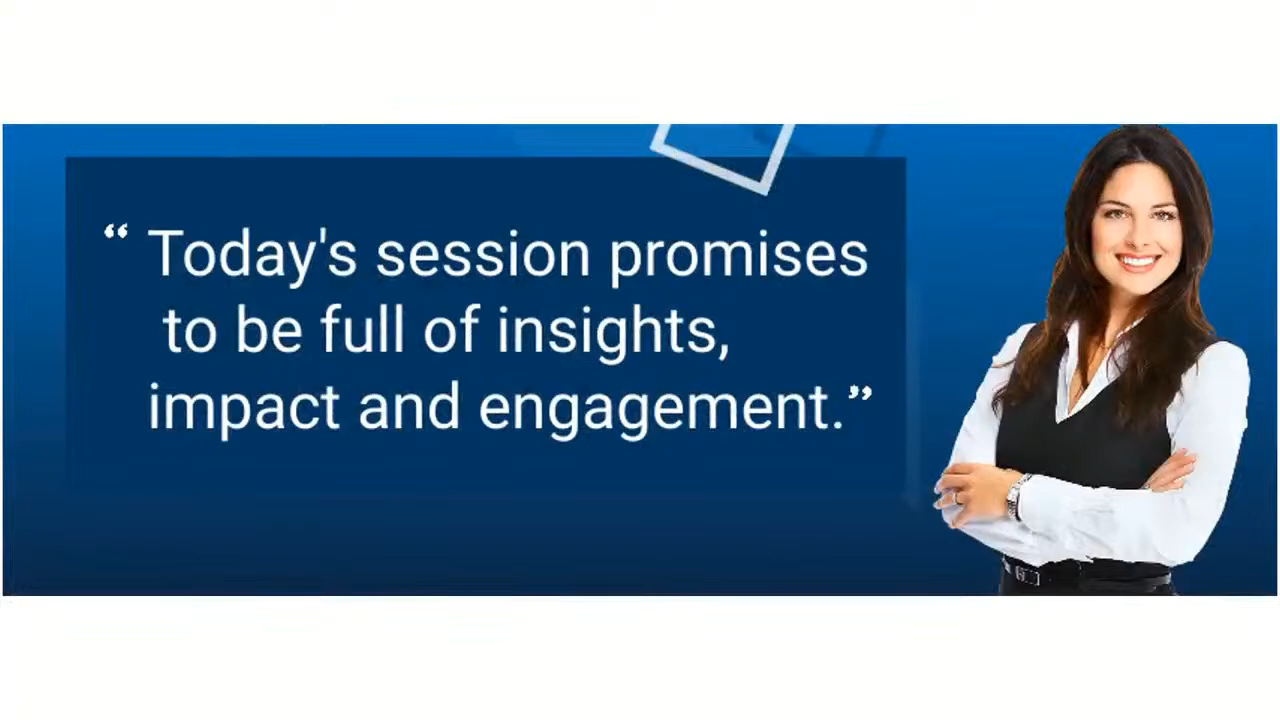 “ Today's session promises
to be full of insights,
impact and engagement.”